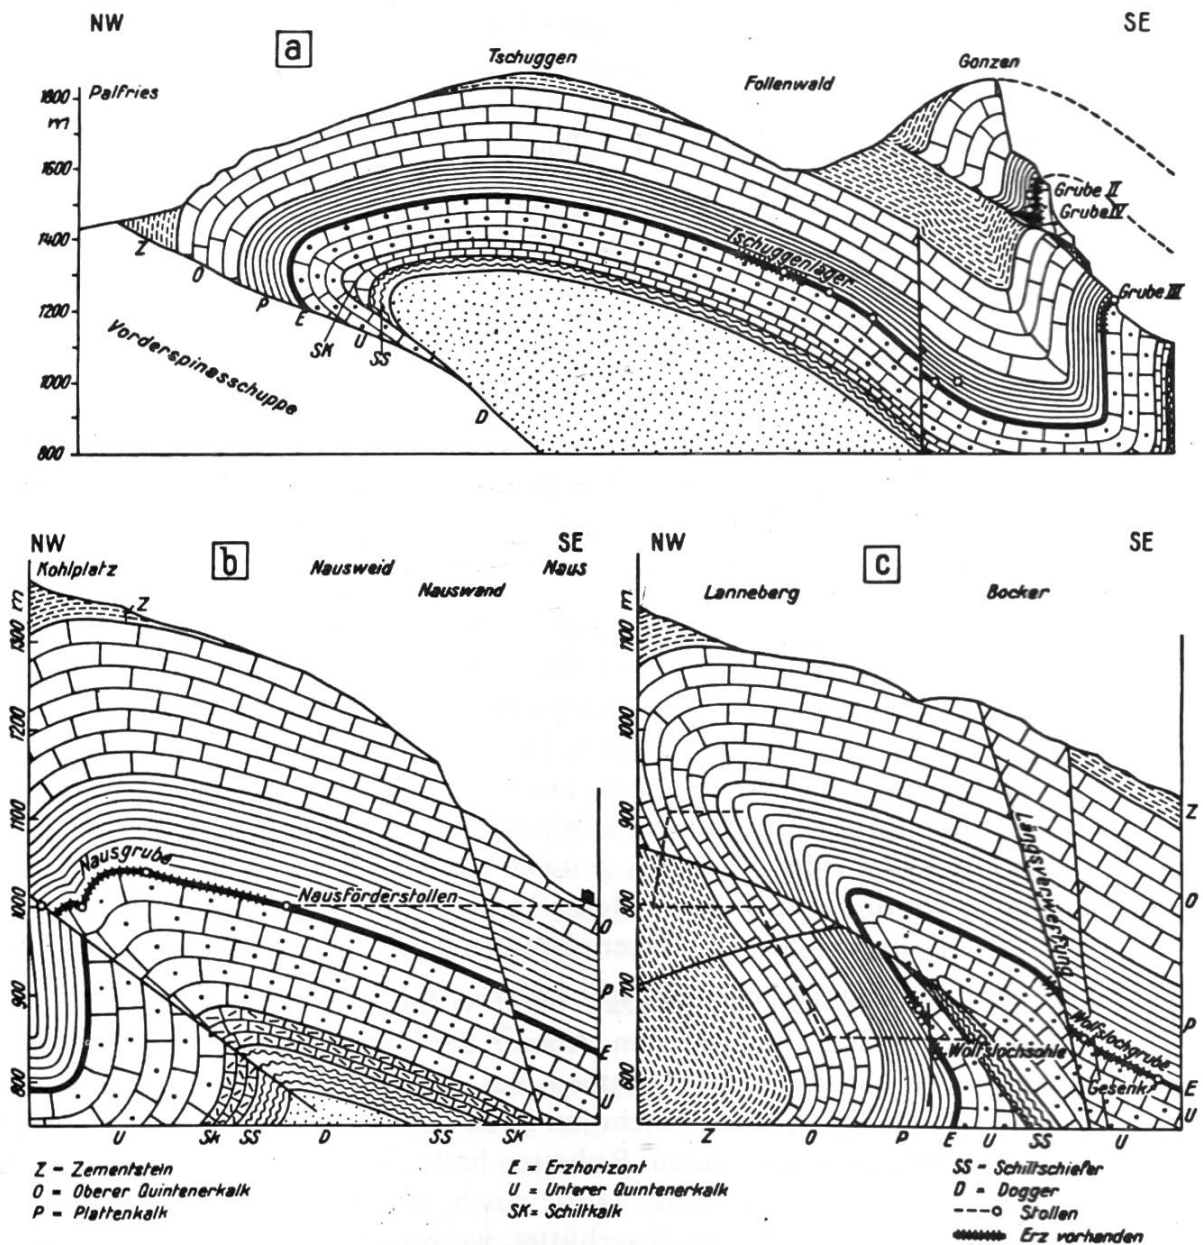 NW
a
SE
Tschuggen
Gonzen
Palfries
Follenwald
1800
m
1600
1400
1200
1000
800
Grube II
Grube IV
Grube III
Tschuggenlager
Z
O
P
E
SK
U
SS
D
Vorderspinasschuppe
NW
b
SE
Kohlplatz
Nausweid
Naus
Nauswand
Z
m
1300
1200
1100
1000
900
800
Nausgrube
Nausförderstollen
O
P
E
U
U
SK
SS
D
SS
SK
NW
c
SE
Lanneberg
Bocker
m
1100
1000
900
800
700
600
Längsverwerfung
Wolfslochgrube
Wolfslochsohle
Gesenk?
Z
O
P
E
U
Z
O
P
E
U
SS
U
Z = Zementstein
O = Oberer Quintenerkalk
P = Plattenkalk
E = Erzhorizont
U = Unterer Quintenerkalk
SK = Schiltkalk
SS = Schiltschiefer
D = Dogger
Stollen
Erz vorhanden